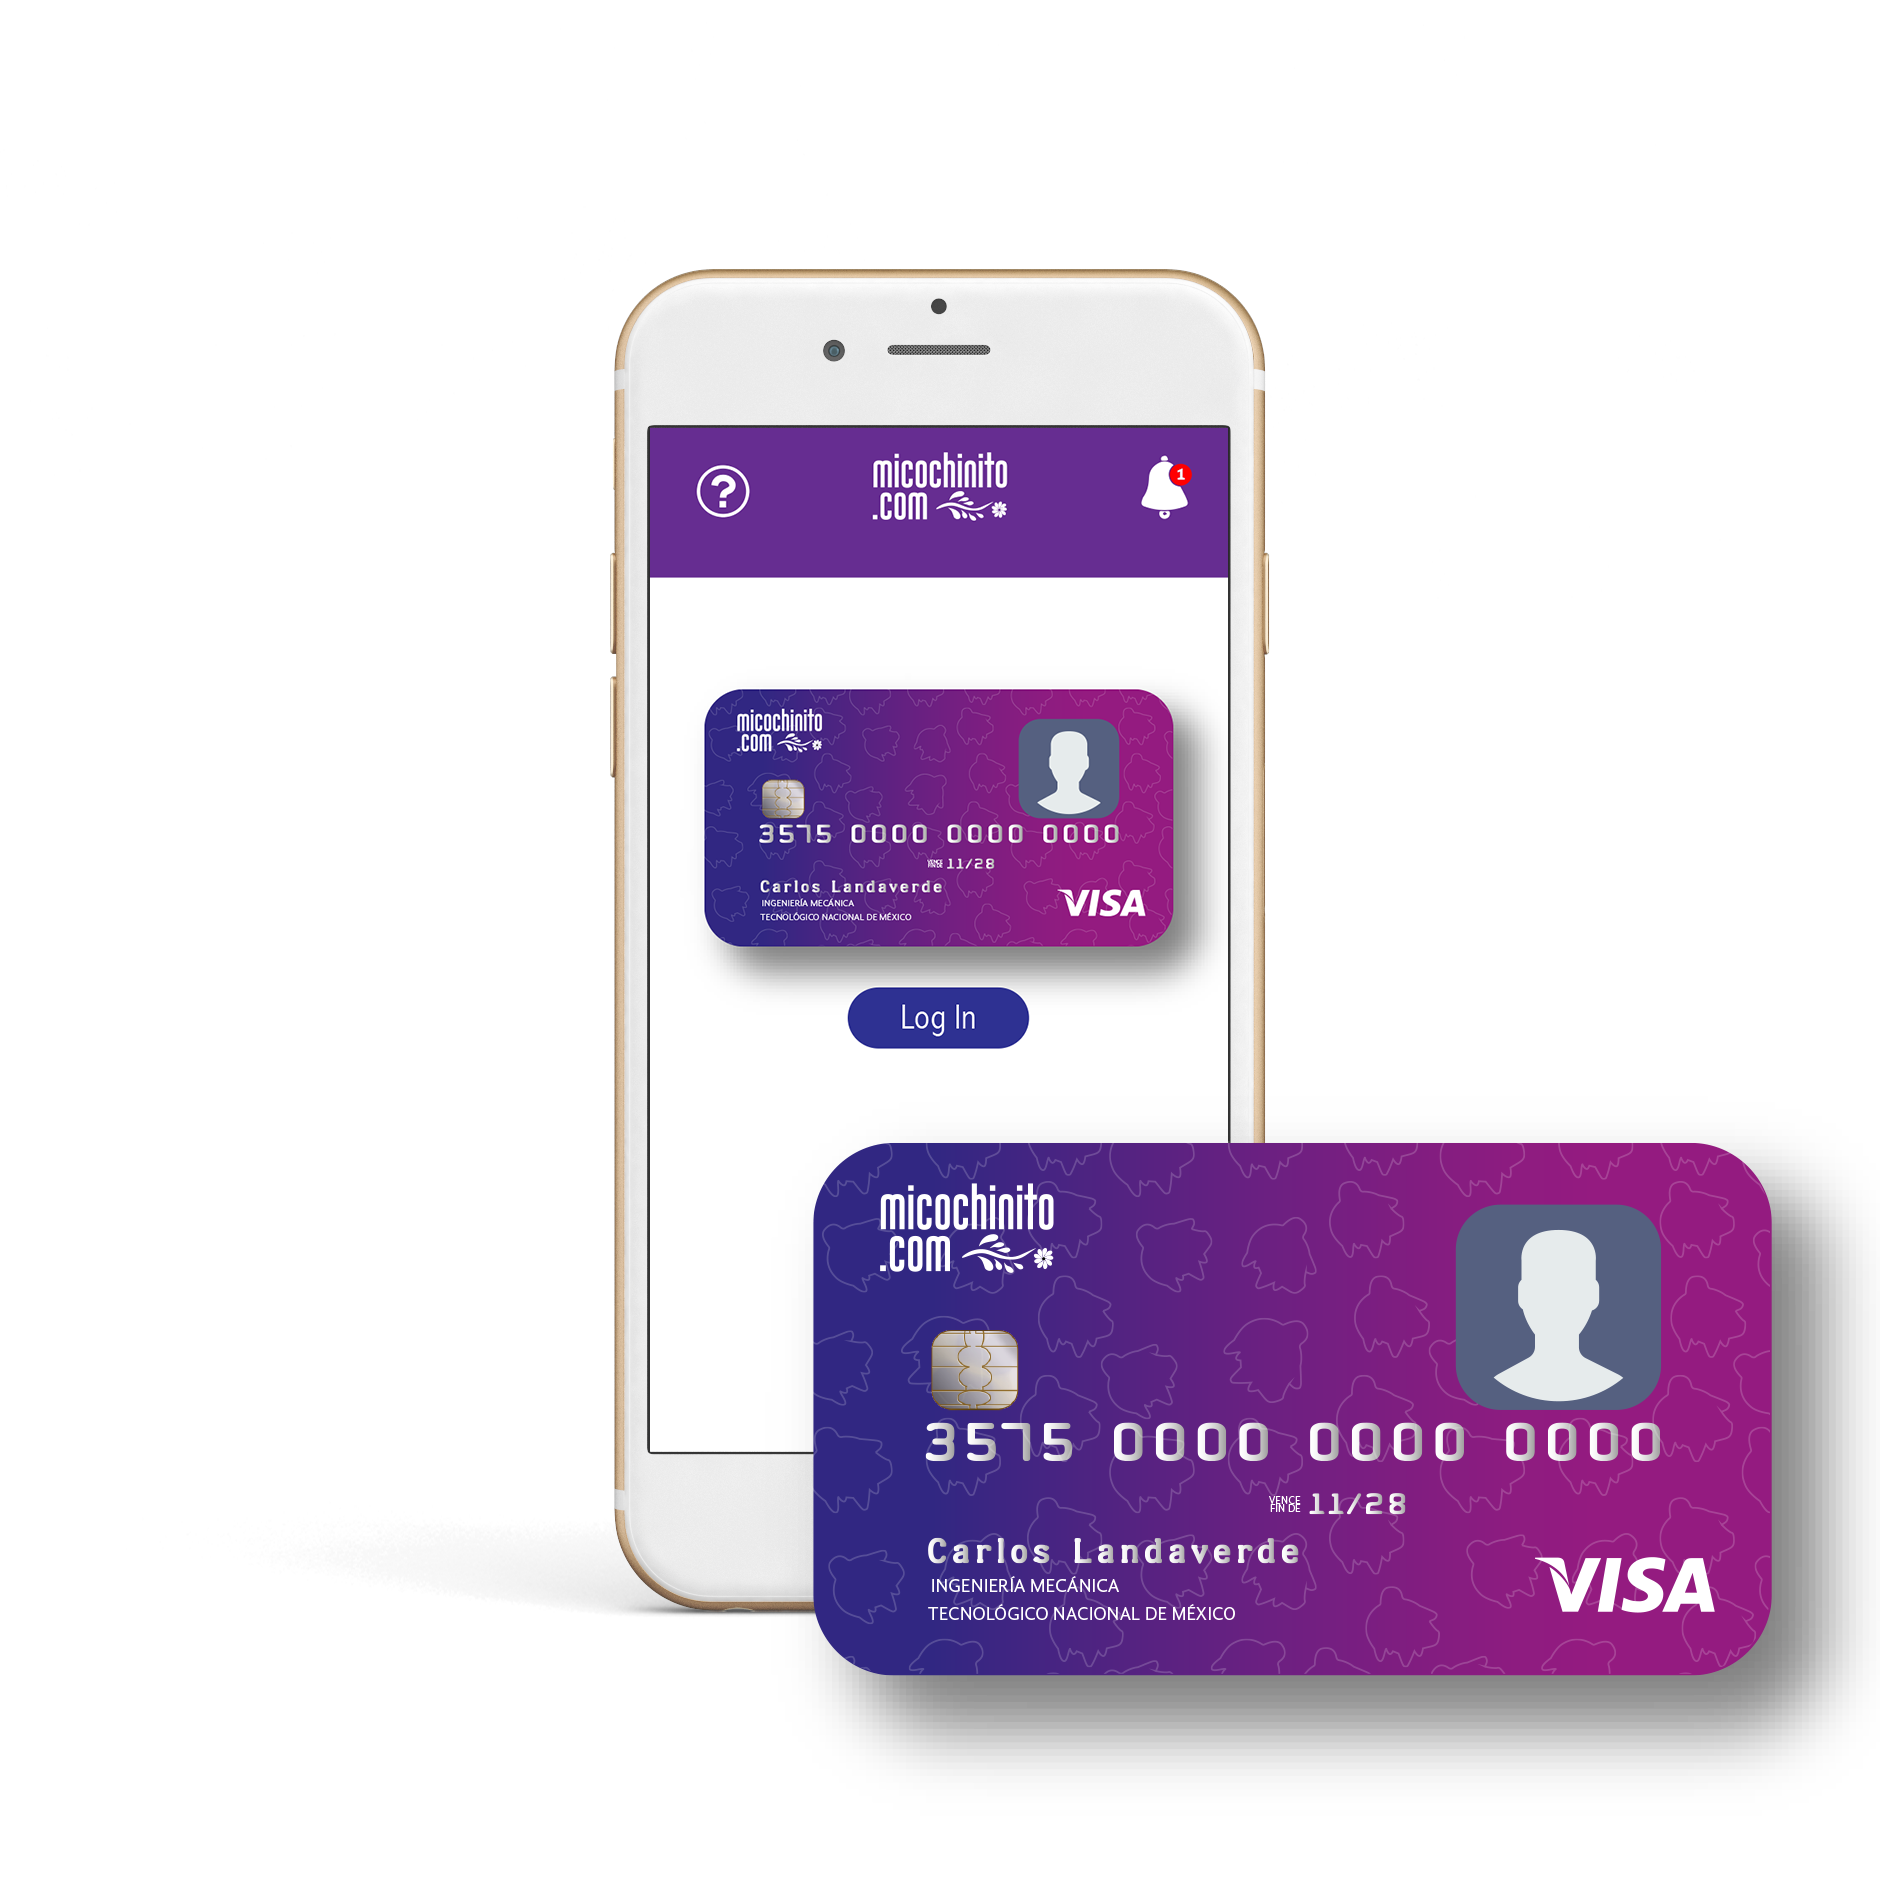 ?
micochinito
.com
1
micochinito
.com
3575 0000 0000 0000
VENCE
FIN DE
11/28
Carlos Landaverde
INGENIERÍA MECÁNICA
TECNOLÓGICO NACIONAL DE MÉXICO
VISA
Log In
micochinito
.com
3575 0000 0000 0000
VENCE
FIN DE
11/28
Carlos Landaverde
INGENIERÍA MECÁNICA
TECNOLÓGICO NACIONAL DE MÉXICO
VISA